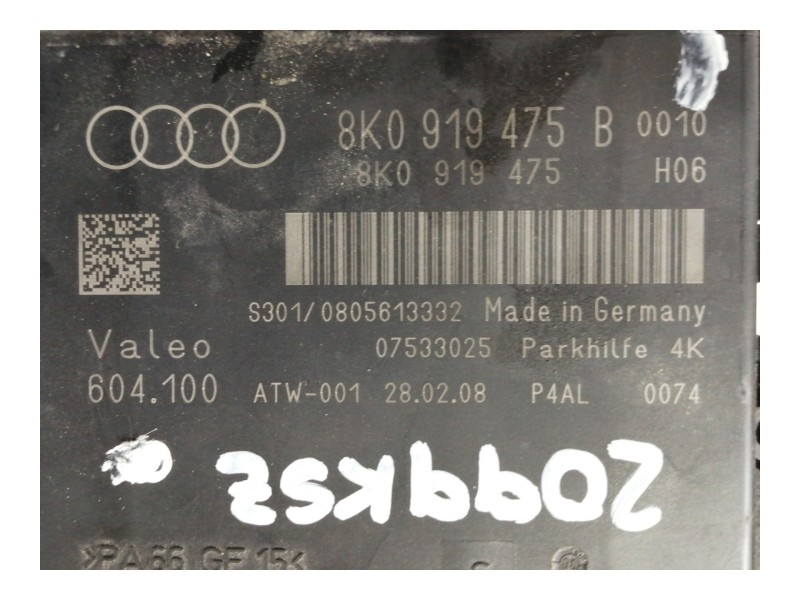 8K0 919 475 B 0010
8K0 919 475 H06
S301/0805613332 Made in Germany
Valeo 07533025 Parkhilfe 4K
604.100 ATW-001 28.02.08 P4AL 0074
2099KSZ
>PA66 GF15<